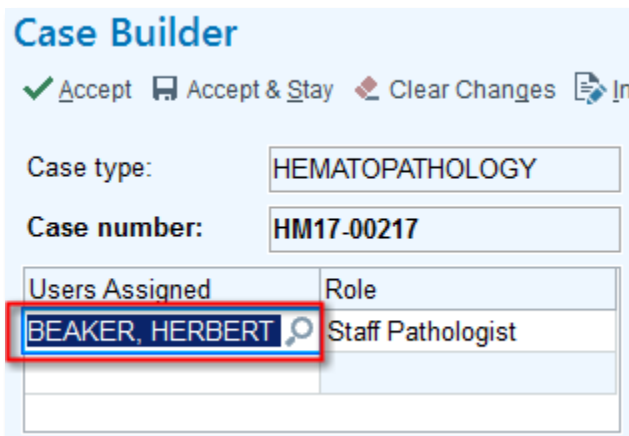 Case Builder
Accept Accept & Stay Clear Changes
Case type: HEMATOPATHOLOGY
Case number: HM17-00217
Users Assigned Role
BEAKER, HERBERT Staff Pathologist